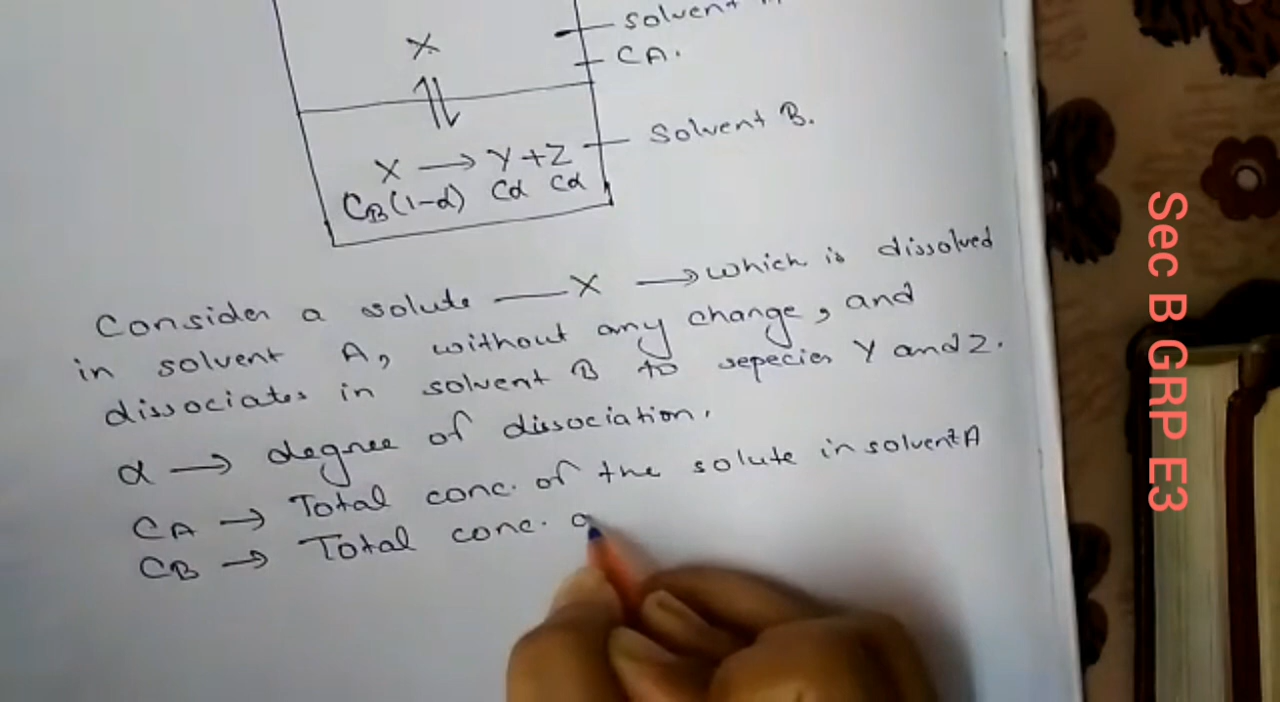 solvent
X
CA.
⇌
Solvent B.
X → Y + Z
CB(1-α) Cα Cα
Consider a solute — X → which is dissolved
in solvent A, without any change, and
dissociates in solvent B to sepecies Y and Z.
α → degree of dissociation.
CA → Total conc. of the solute in solvent A
CB → Total conc. o
Sec B GRP E3